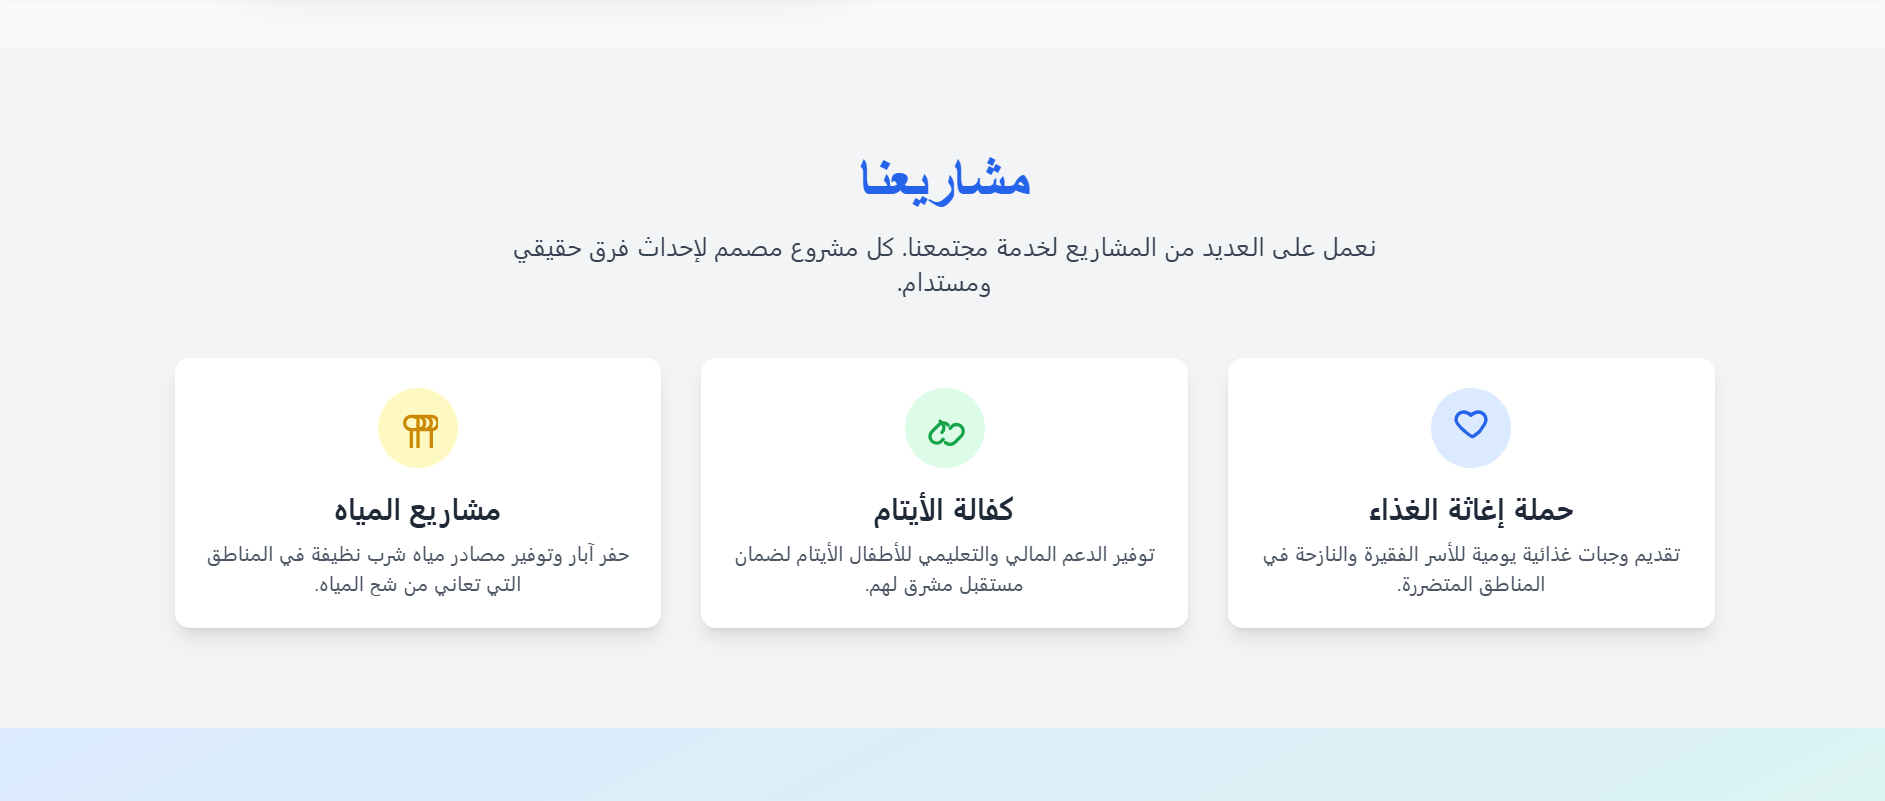 مشاريعنا
نعمل على العديد من المشاريع لخدمة مجتمعنا. كل مشروع مصمم لإحداث فرق حقيقي
ومستدام.
حملة إغاثة الغذاء
تقديم وجبات غذائية يومية للأسر الفقيرة والنازحة في
المناطق المتضررة.
كفالة الأيتام
توفير الدعم المالي والتعليمي للأطفال الأيتام لضمان
مستقبل مشرق لهم.
مشاريع المياه
حفر آبار وتوفير مصادر مياه شرب نظيفة في المناطق
التي تعاني من شح المياه.